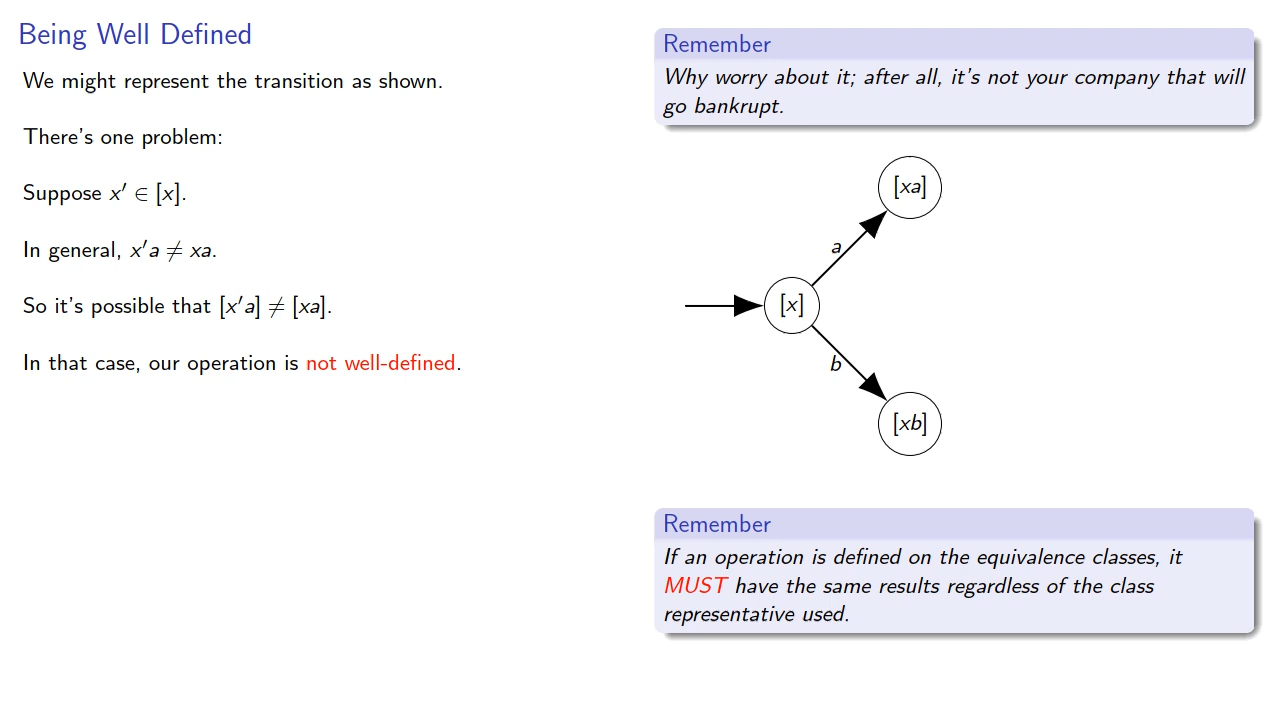 Being Well Defined
We might represent the transition as shown.
There's one problem:
Suppose x′ ∈ [x].
In general, x′a ≠ xa.
So it's possible that [x′a] ≠ [xa].
In that case, our operation is not well-defined.
Remember
Why worry about it; after all, it's not your company that will
go bankrupt.
[xa]
a
[x]
b
[xb]
Remember
If an operation is defined on the equivalence classes, it
MUST have the same results regardless of the class
representative used.